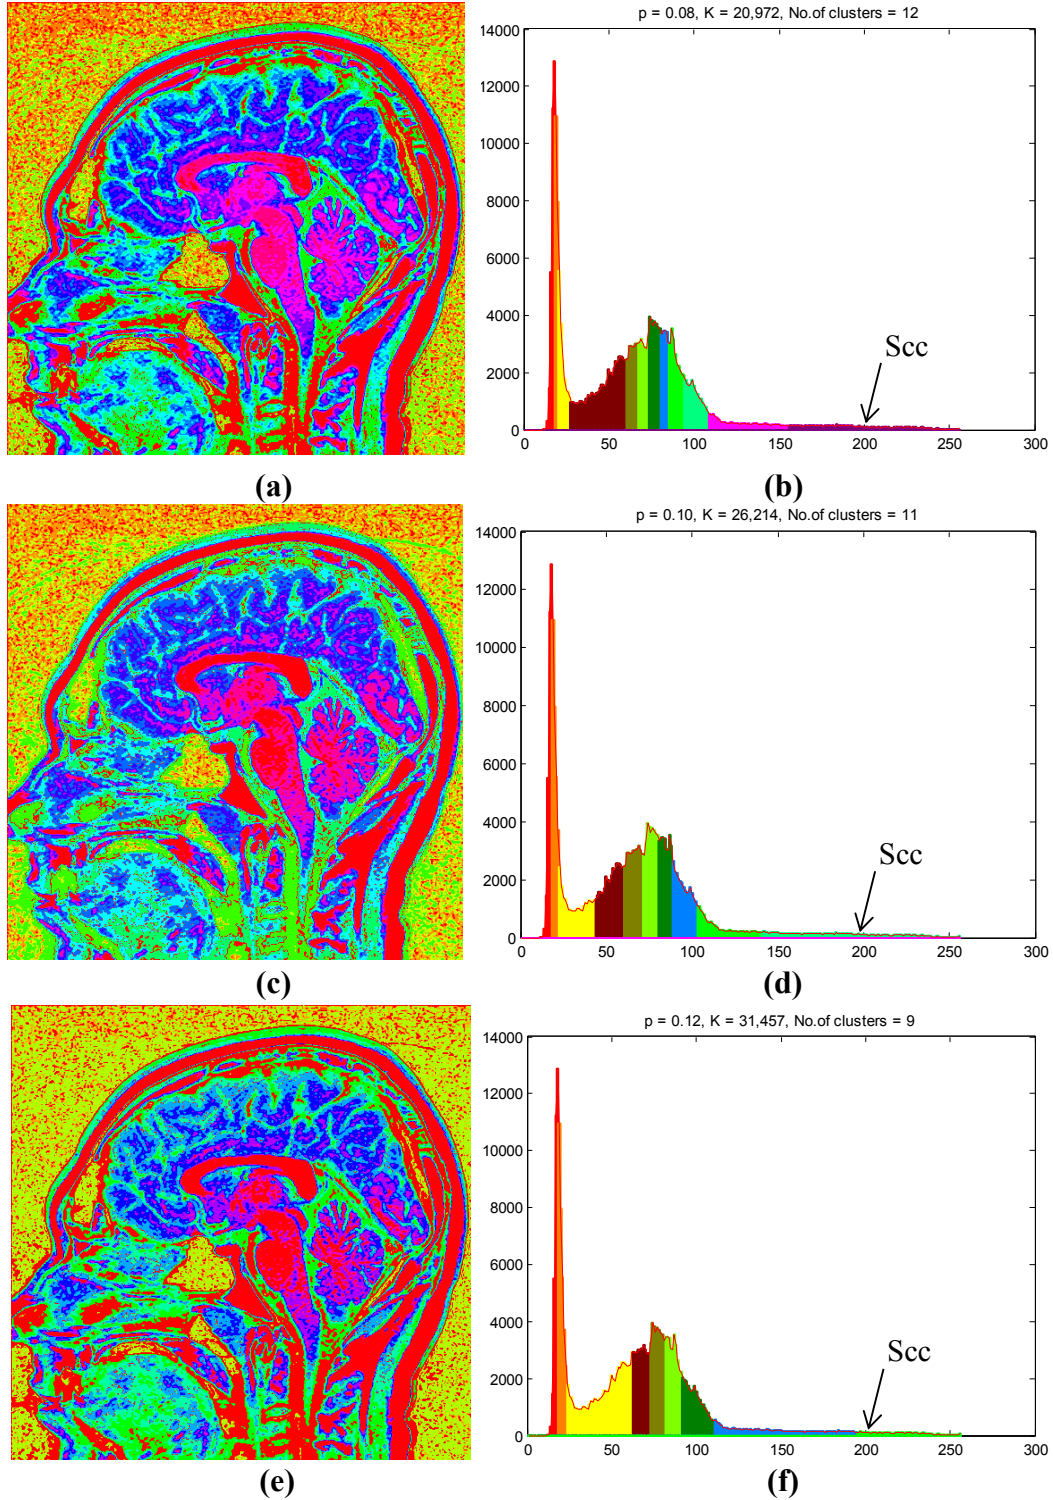 p = 0.08, K = 20,972, No.of clusters = 12
14000
12000
10000
8000
6000
4000
2000
0
Scc
0 50 100 150 200 250 300
(a) (b)
p = 0.10, K = 26,214, No.of clusters = 11
14000
12000
10000
8000
6000
4000
2000
0
Scc
0 50 100 150 200 250 300
(c) (d)
p = 0.12, K = 31,457, No.of clusters = 9
14000
12000
10000
8000
6000
4000
2000
0
Scc
0 50 100 150 200 250 300
(e) (f)